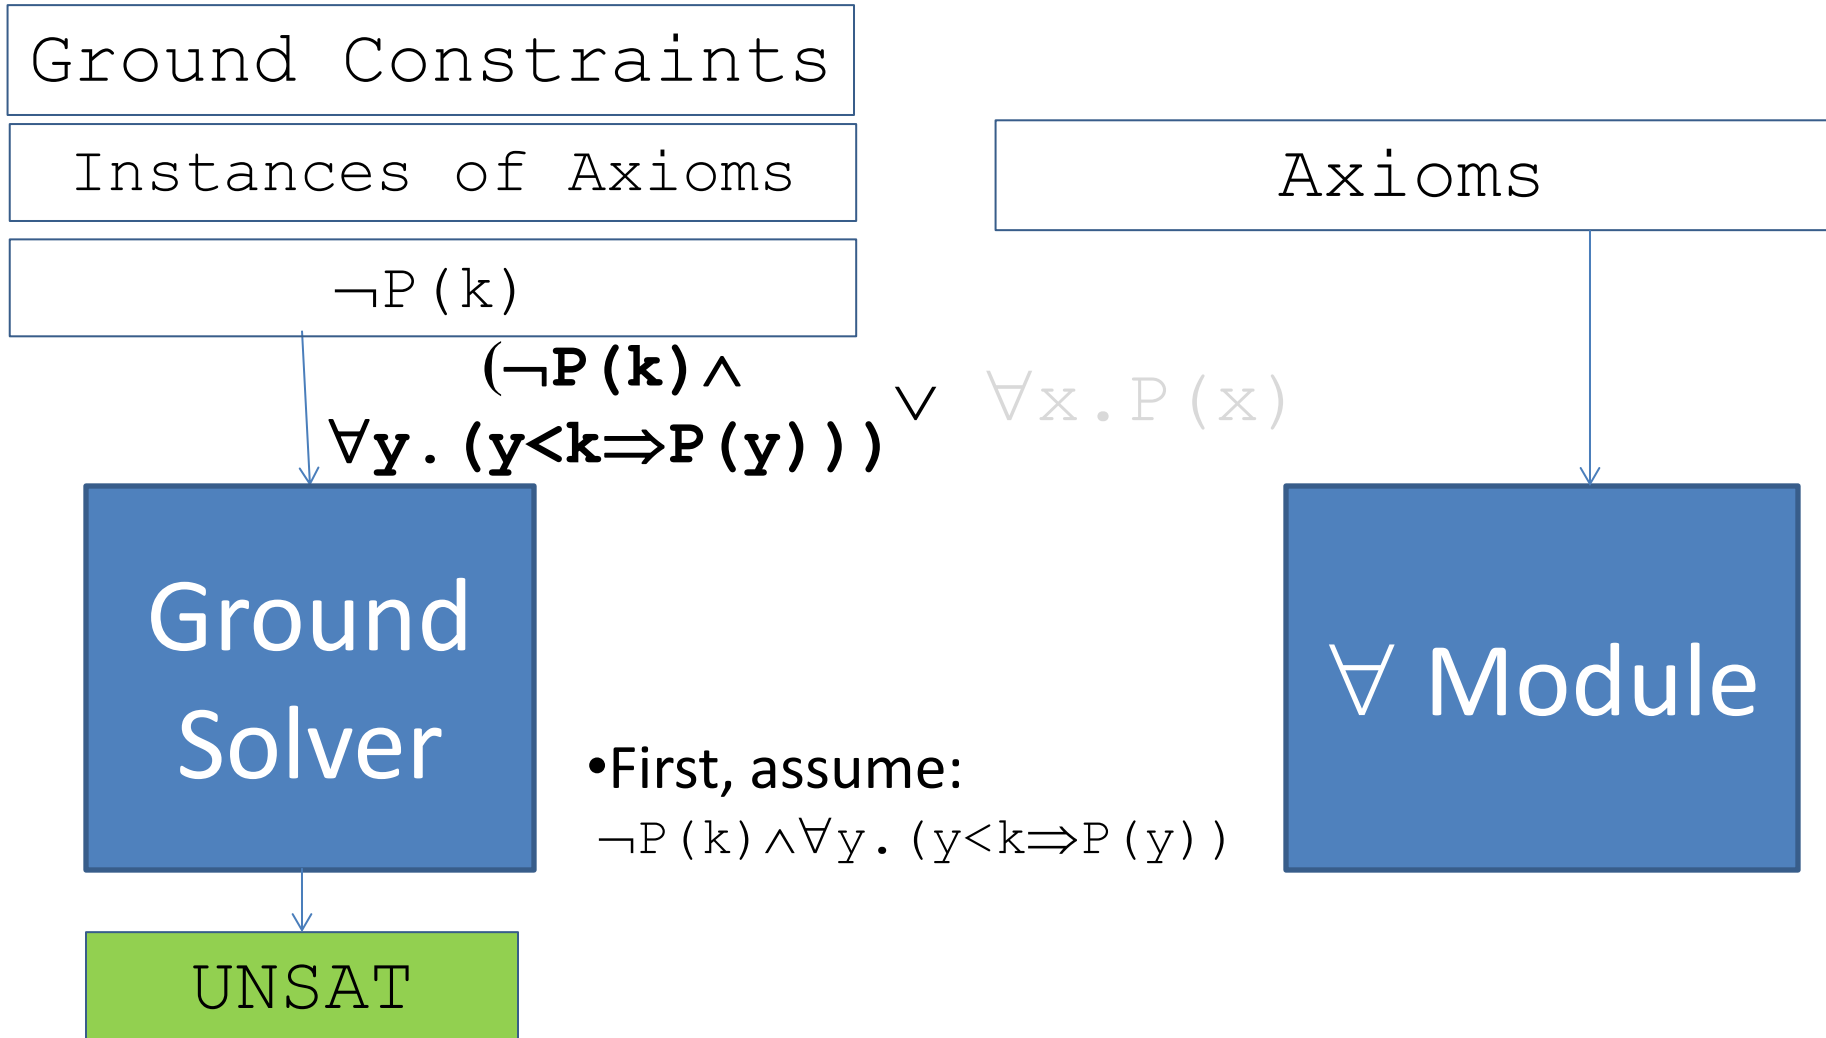 Ground Constraints
Instances of Axioms
Axioms
¬P(k)
(¬P(k)∧
∀y.(y<k⇒P(y)))
∨ ∀x.P(x)
Ground
Solver
∀ Module
•First, assume:
¬P(k)∧∀y.(y<k⇒P(y))
UNSAT